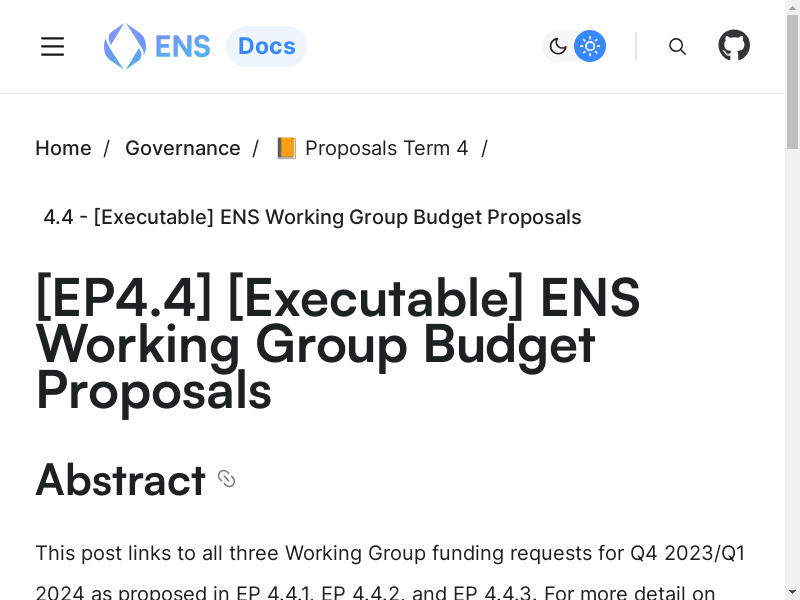 ENS Docs
Home / Governance / 📙 Proposals Term 4 /
4.4 - [Executable] ENS Working Group Budget Proposals
[EP4.4] [Executable] ENS
Working Group Budget
Proposals
Abstract
This post links to all three Working Group funding requests for Q4 2023/Q1
2024 as proposed in EP 4.4.1, EP 4.4.2, and EP 4.4.3. For more detail on